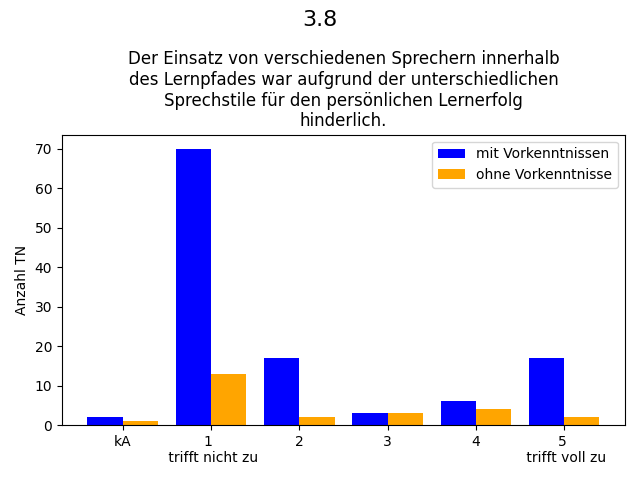 3.8
Der Einsatz von verschiedenen Sprechern innerhalb
des Lernpfades war aufgrund der unterschiedlichen
Sprechstile für den persönlichen Lernerfolg
hinderlich.
mit Vorkenntnissen
ohne Vorkenntnisse
Anzahl TN
70
60
50
40
30
20
10
0
kA 1 2 3 4 5
trifft nicht zu trifft voll zu